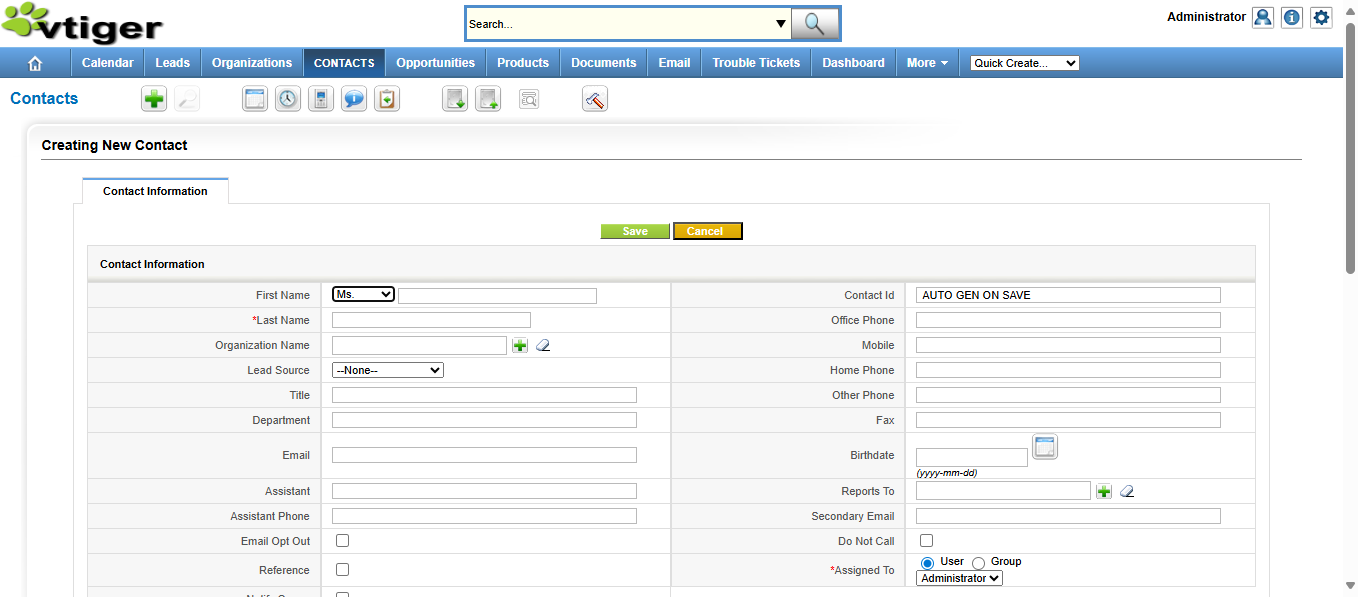 vtiger
Search...
Administrator
Calendar Leads Organizations CONTACTS Opportunities Products Documents Email Trouble Tickets Dashboard More Quick Create...
Contacts
Creating New Contact
Contact Information
Save Cancel
Contact Information
First Name Ms. Contact Id AUTO GEN ON SAVE
*Last Name Office Phone
Organization Name Mobile
Lead Source --None-- Home Phone
Title Other Phone
Department Fax
Email Birthdate
(yyyy-mm-dd)
Assistant Reports To
Assistant Phone Secondary Email
Email Opt Out Do Not Call
Reference *Assigned To User Group
Administrator